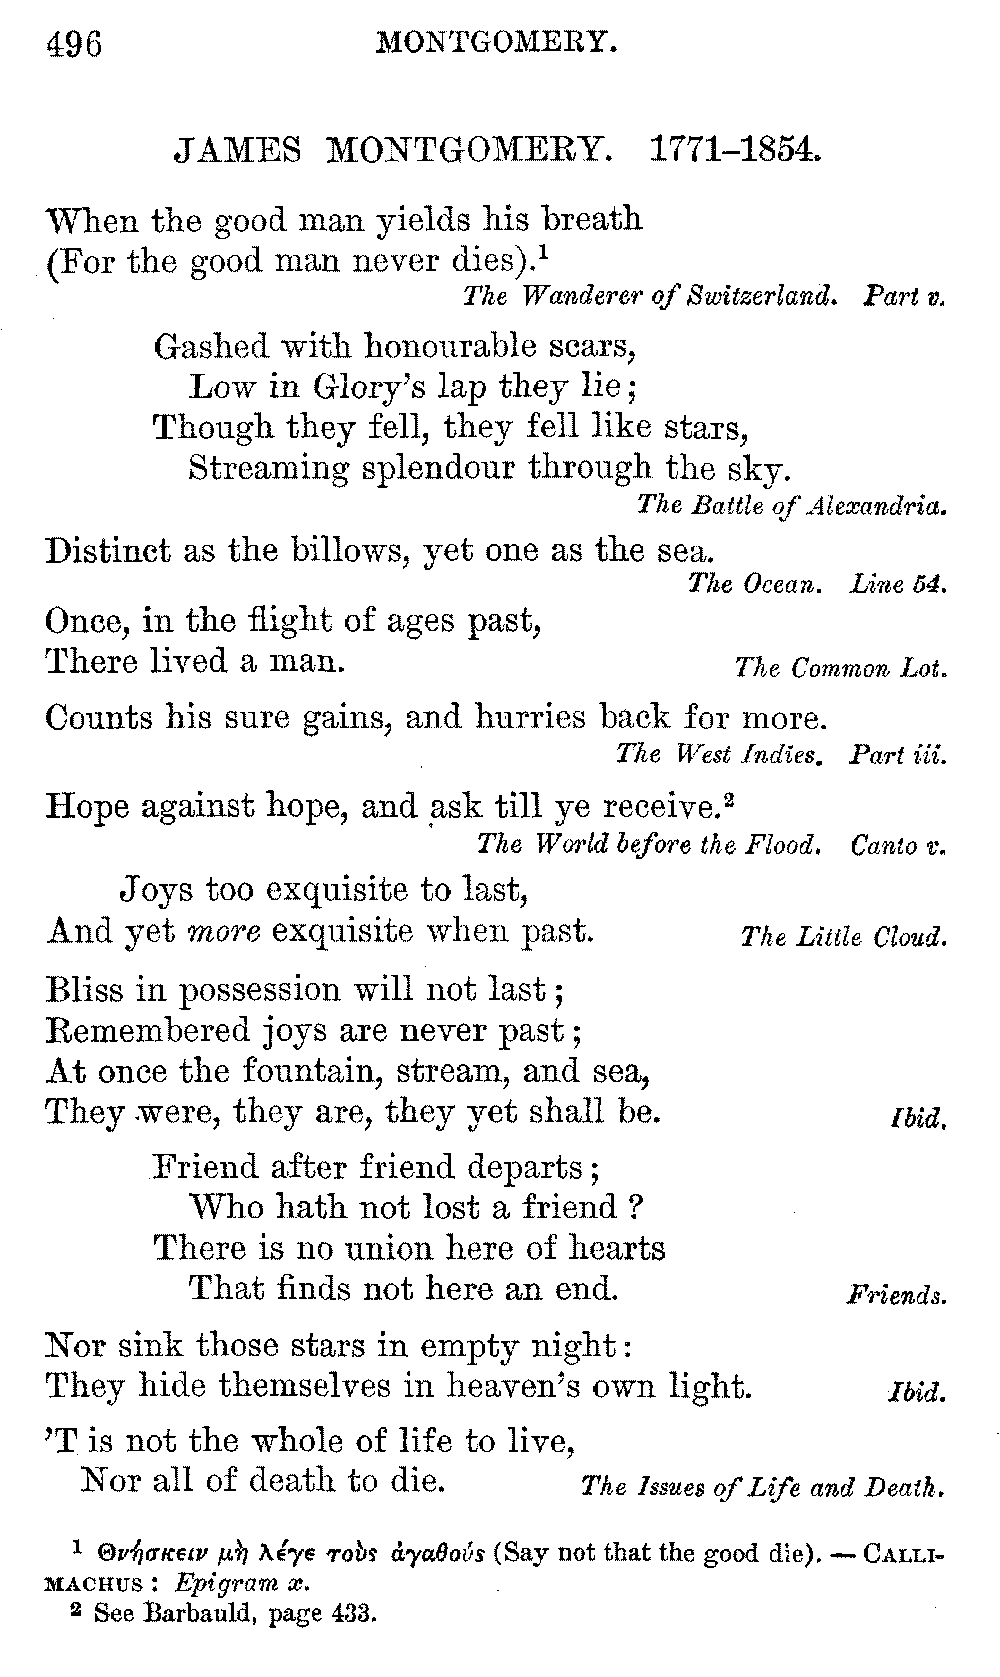 496 MONTGOMERY.
JAMES MONTGOMERY. 1771–1854.
When the good man yields his breath
(For the good man never dies).¹
The Wanderer of Switzerland. Part v.
Gashed with honourable scars,
Low in Glory's lap they lie;
Though they fell, they fell like stars,
Streaming splendour through the sky.
The Battle of Alexandria.
Distinct as the billows, yet one as the sea.
The Ocean. Line 54.
Once, in the flight of ages past,
There lived a man. The Common Lot.
Counts his sure gains, and hurries back for more.
The West Indies. Part iii.
Hope against hope, and ask till ye receive.²
The World before the Flood. Canto v.
Joys too exquisite to last,
And yet more exquisite when past. The Little Cloud.
Bliss in possession will not last;
Remembered joys are never past;
At once the fountain, stream, and sea,
They were, they are, they yet shall be. Ibid.
Friend after friend departs;
Who hath not lost a friend?
There is no union here of hearts
That finds not here an end. Friends.
Nor sink those stars in empty night:
They hide themselves in heaven's own light. Ibid.
'T is not the whole of life to live,
Nor all of death to die. The Issues of Life and Death.
¹ Θνήσκειν μὴ λέγε τοὺς ἀγαθούς (Say not that the good die). — CALLI-
MACHUS: Epigram x.
² See Barbauld, page 433.